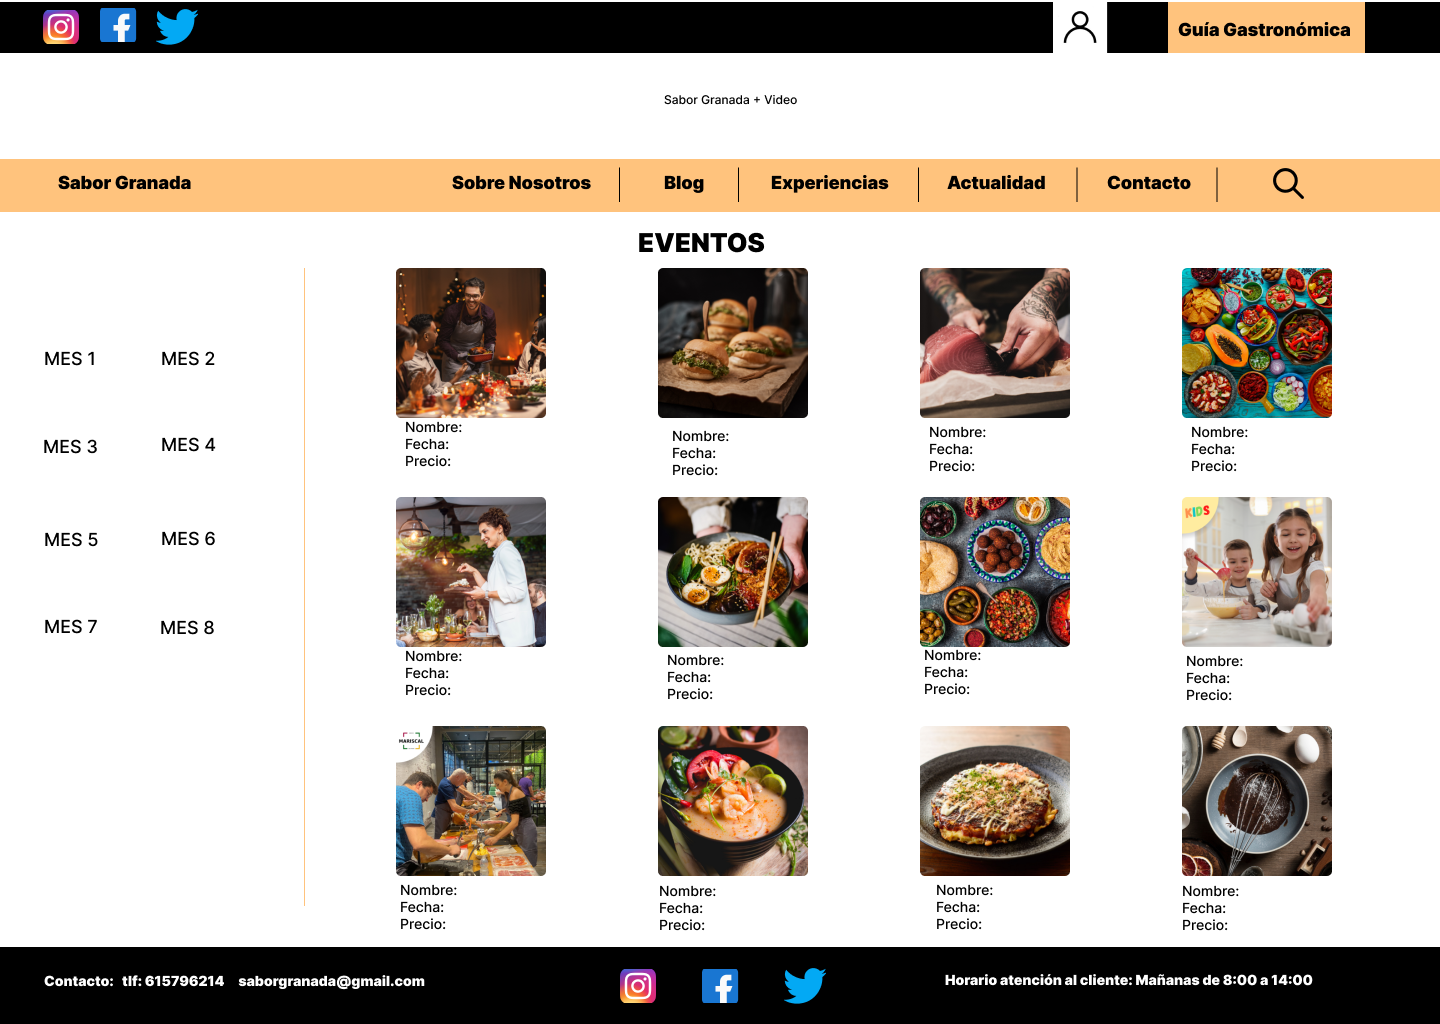 Guía Gastronómica
Sabor Granada + Video
Sabor Granada
Sobre Nosotros
Blog
Experiencias
Actualidad
Contacto
EVENTOS
MES 1
MES 2
MES 3
MES 4
MES 5
MES 6
MES 7
MES 8
Nombre:
Fecha:
Precio:
Nombre:
Fecha:
Precio:
Nombre:
Fecha:
Precio:
Nombre:
Fecha:
Precio:
KIDS
Nombre:
Fecha:
Precio:
Nombre:
Fecha:
Precio:
Nombre:
Fecha:
Precio:
Nombre:
Fecha:
Precio:
MARISCAL
Nombre:
Fecha:
Precio:
Nombre:
Fecha:
Precio:
Nombre:
Fecha:
Precio:
Nombre:
Fecha:
Precio:
Contacto: tlf: 615796214 saborgranada@gmail.com
Horario atención al cliente: Mañanas de 8:00 a 14:00